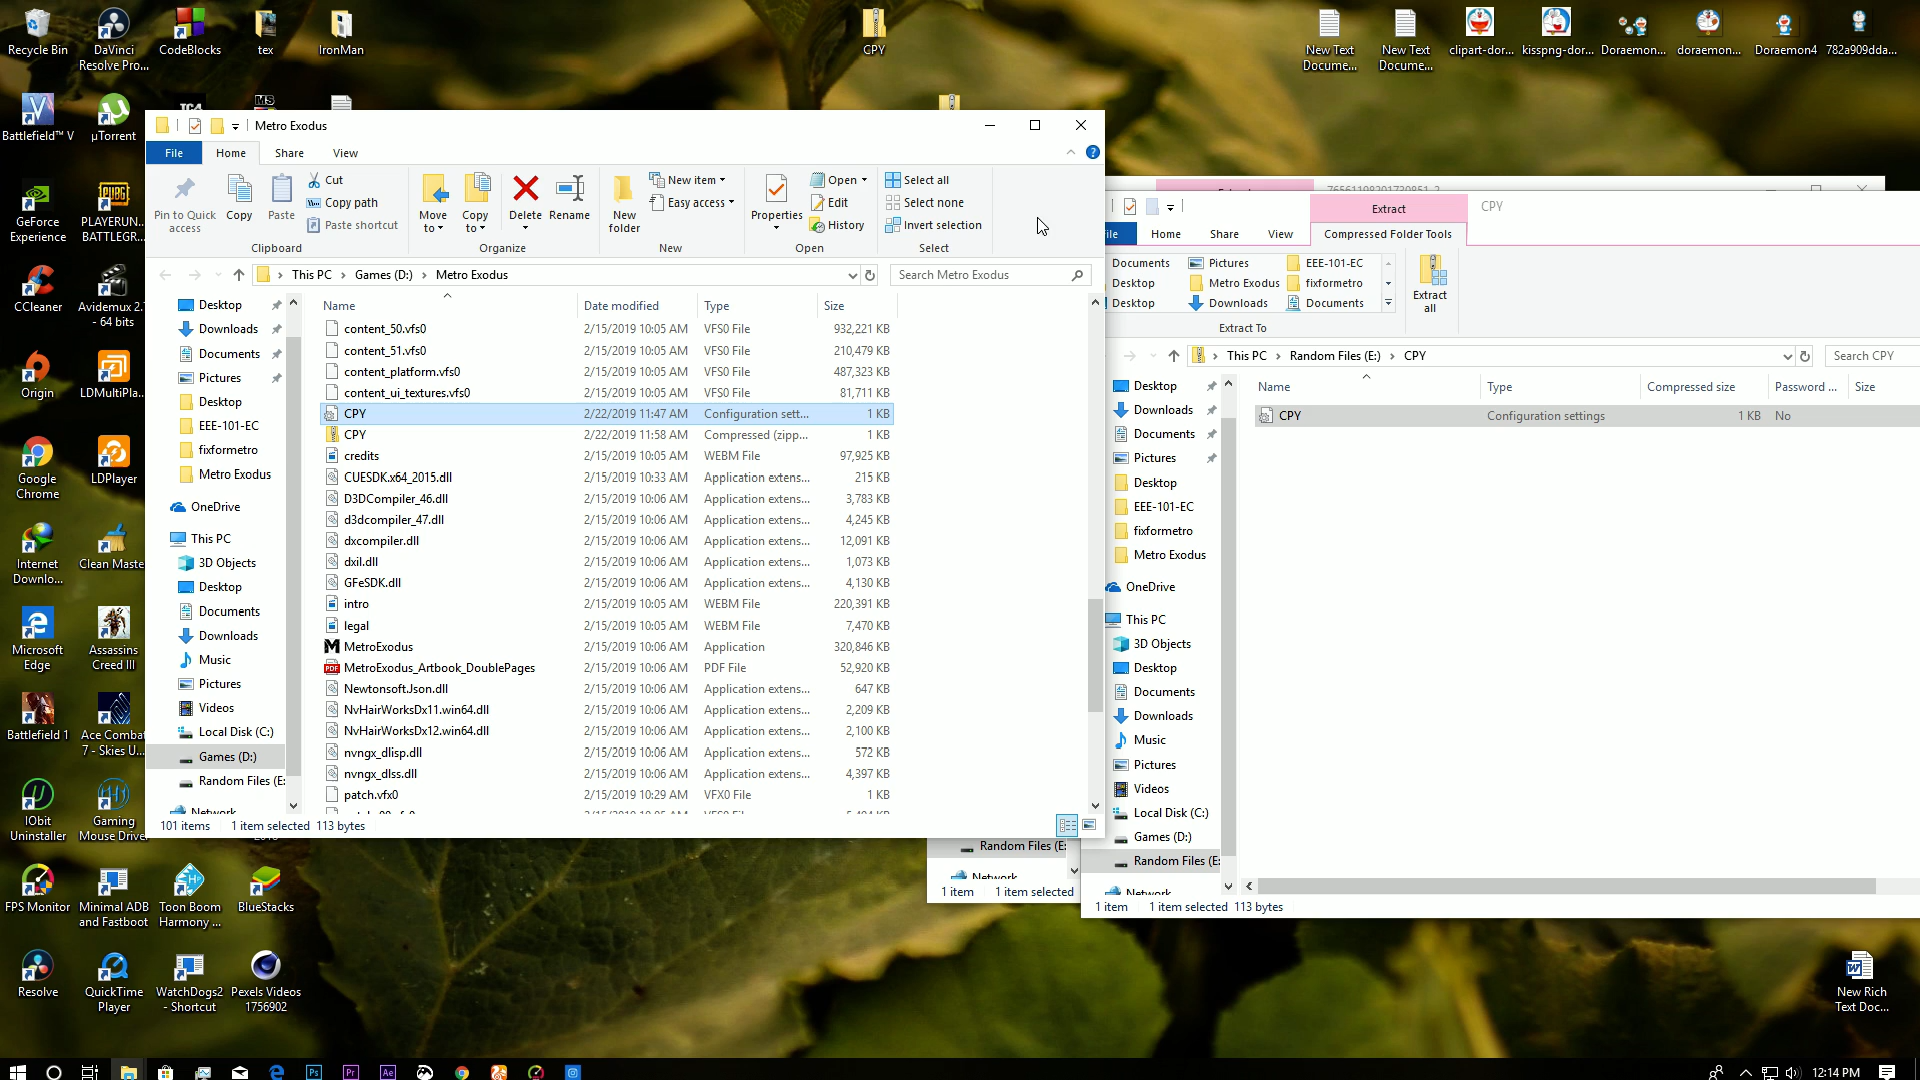 Recycle Bin
DaVinci
Resolve Pro...
CodeBlocks
tex
IronMan
CPY
New Text
Docume...
New Text
Docume...
clipart-dor...
kisspng-dor...
Doraemon...
doraemon...
Doraemon4
782a909dda...
Battlefield™ V
µTorrent
GeForce
Experience
PLAYERUN...
BATTLEGR...
CCleaner
Avidemux 2.7
- 64 bits
Origin
LDMultiPla...
Google
Chrome
LDPlayer
Internet
Downlo...
Clean Master
Microsoft
Edge
Assassins
Creed III
Battlefield 1
Ace Combat
7 - Skies U...
IObit
Uninstaller
Gaming
Mouse Driver
FPS Monitor
Minimal ADB
and Fastboot
Toon Boom
Harmony ...
BlueStacks
Resolve
QuickTime
Player
WatchDogs2
- Shortcut
Pexels Videos
1756902
New Rich
Text Doc...
Metro Exodus
File
Home
Share
View
Pin to Quick
access
Copy
Paste
Cut
Copy path
Paste shortcut
Clipboard
Move
to
Copy
to
Delete
Rename
Organize
New
folder
New item
Easy access
New
Properties
Open
Edit
History
Open
Select all
Select none
Invert selection
Select
This PC
Games (D:)
Metro Exodus
Search Metro Exodus
Desktop
Downloads
Documents
Pictures
Desktop
EEE-101-EC
fixformetro
Metro Exodus
OneDrive
This PC
3D Objects
Desktop
Documents
Downloads
Music
Pictures
Videos
Local Disk (C:)
Games (D:)
Random Files (E:
Network
Name Date modified Type Size
content_50.vfs0 2/15/2019 10:05 AM VFS0 File 932,221 KB
content_51.vfs0 2/15/2019 10:05 AM VFS0 File 210,479 KB
content_platform.vfs0 2/15/2019 10:05 AM VFS0 File 487,323 KB
content_ui_textures.vfs0 2/15/2019 10:05 AM VFS0 File 81,711 KB
CPY 2/22/2019 11:47 AM Configuration sett... 1 KB
CPY 2/22/2019 11:58 AM Compressed (zipp... 1 KB
credits 2/15/2019 10:05 AM WEBM File 97,925 KB
CUESDK.x64_2015.dll 2/15/2019 10:33 AM Application extens... 215 KB
D3DCompiler_46.dll 2/15/2019 10:06 AM Application extens... 3,783 KB
d3dcompiler_47.dll 2/15/2019 10:06 AM Application extens... 4,245 KB
dxcompiler.dll 2/15/2019 10:06 AM Application extens... 12,091 KB
dxil.dll 2/15/2019 10:06 AM Application extens... 1,073 KB
GFeSDK.dll 2/15/2019 10:06 AM Application extens... 4,130 KB
intro 2/15/2019 10:05 AM WEBM File 220,391 KB
legal 2/15/2019 10:05 AM WEBM File 7,470 KB
MetroExodus 2/15/2019 10:06 AM Application 320,846 KB
MetroExodus_Artbook_DoublePages 2/15/2019 10:06 AM PDF File 52,920 KB
Newtonsoft.Json.dll 2/15/2019 10:06 AM Application extens... 647 KB
NvHairWorksDx11.win64.dll 2/15/2019 10:06 AM Application extens... 2,209 KB
NvHairWorksDx12.win64.dll 2/15/2019 10:06 AM Application extens... 2,100 KB
nvngx_dlisp.dll 2/15/2019 10:06 AM Application extens... 572 KB
nvngx_dlss.dll 2/15/2019 10:06 AM Application extens... 4,397 KB
patch.vfx0 2/15/2019 10:29 AM VFX0 File 1 KB
101 items 1 item selected 113 bytes
Extract
CPY
Home
Share
View
Compressed Folder Tools
Documents
Pictures
EEE-101-EC
Desktop
Metro Exodus
fixformetro
Desktop
Downloads
Documents
Extract To
Extract
all
This PC
Random Files (E:)
CPY
Search CPY
Desktop
Downloads
Documents
Pictures
Desktop
EEE-101-EC
fixformetro
Metro Exodus
OneDrive
This PC
3D Objects
Desktop
Documents
Downloads
Music
Pictures
Videos
Local Disk (C:)
Games (D:)
Random Files (E:
Network
Name Type Compressed size Password ... Size
CPY Configuration settings 1 KB No
1 item 1 item selected 113 bytes
Random Files (E:
Network
1 item 1 item selected
12:14 PM